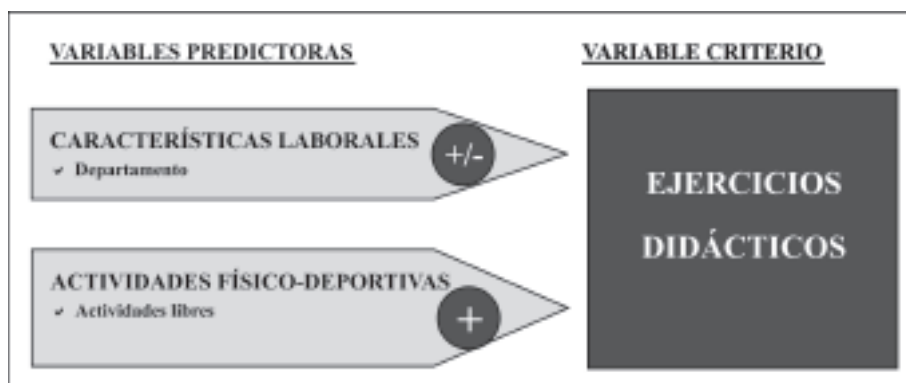 VARIABLES PREDICTORAS
VARIABLE CRITERIO
CARACTERÍSTICAS LABORALES
✓ Departamento
+/-
ACTIVIDADES FÍSICO-DEPORTIVAS
✓ Actividades libres
+
EJERCICIOS
DIDÁCTICOS